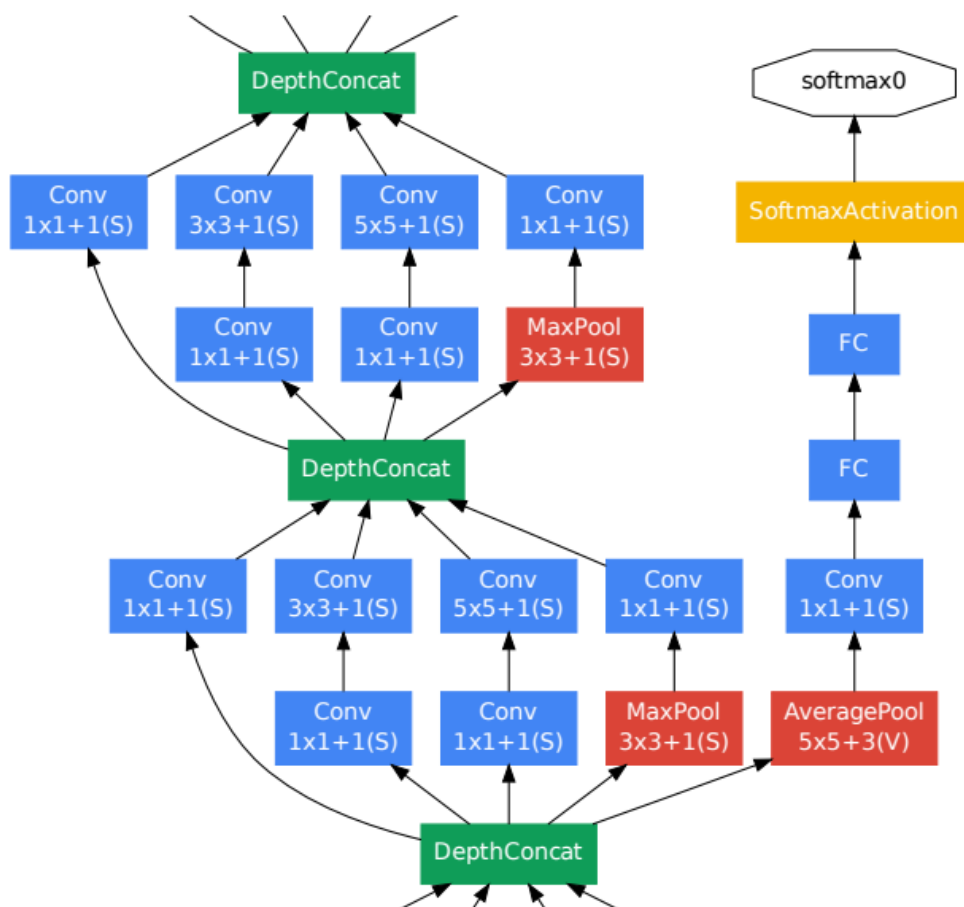 DepthConcat
softmax0
Conv
1x1+1(S)
Conv
3x3+1(S)
Conv
5x5+1(S)
Conv
1x1+1(S)
SoftmaxActivation
Conv
1x1+1(S)
Conv
1x1+1(S)
MaxPool
3x3+1(S)
FC
DepthConcat
FC
Conv
1x1+1(S)
Conv
3x3+1(S)
Conv
5x5+1(S)
Conv
1x1+1(S)
Conv
1x1+1(S)
Conv
1x1+1(S)
Conv
1x1+1(S)
MaxPool
3x3+1(S)
AveragePool
5x5+3(V)
DepthConcat